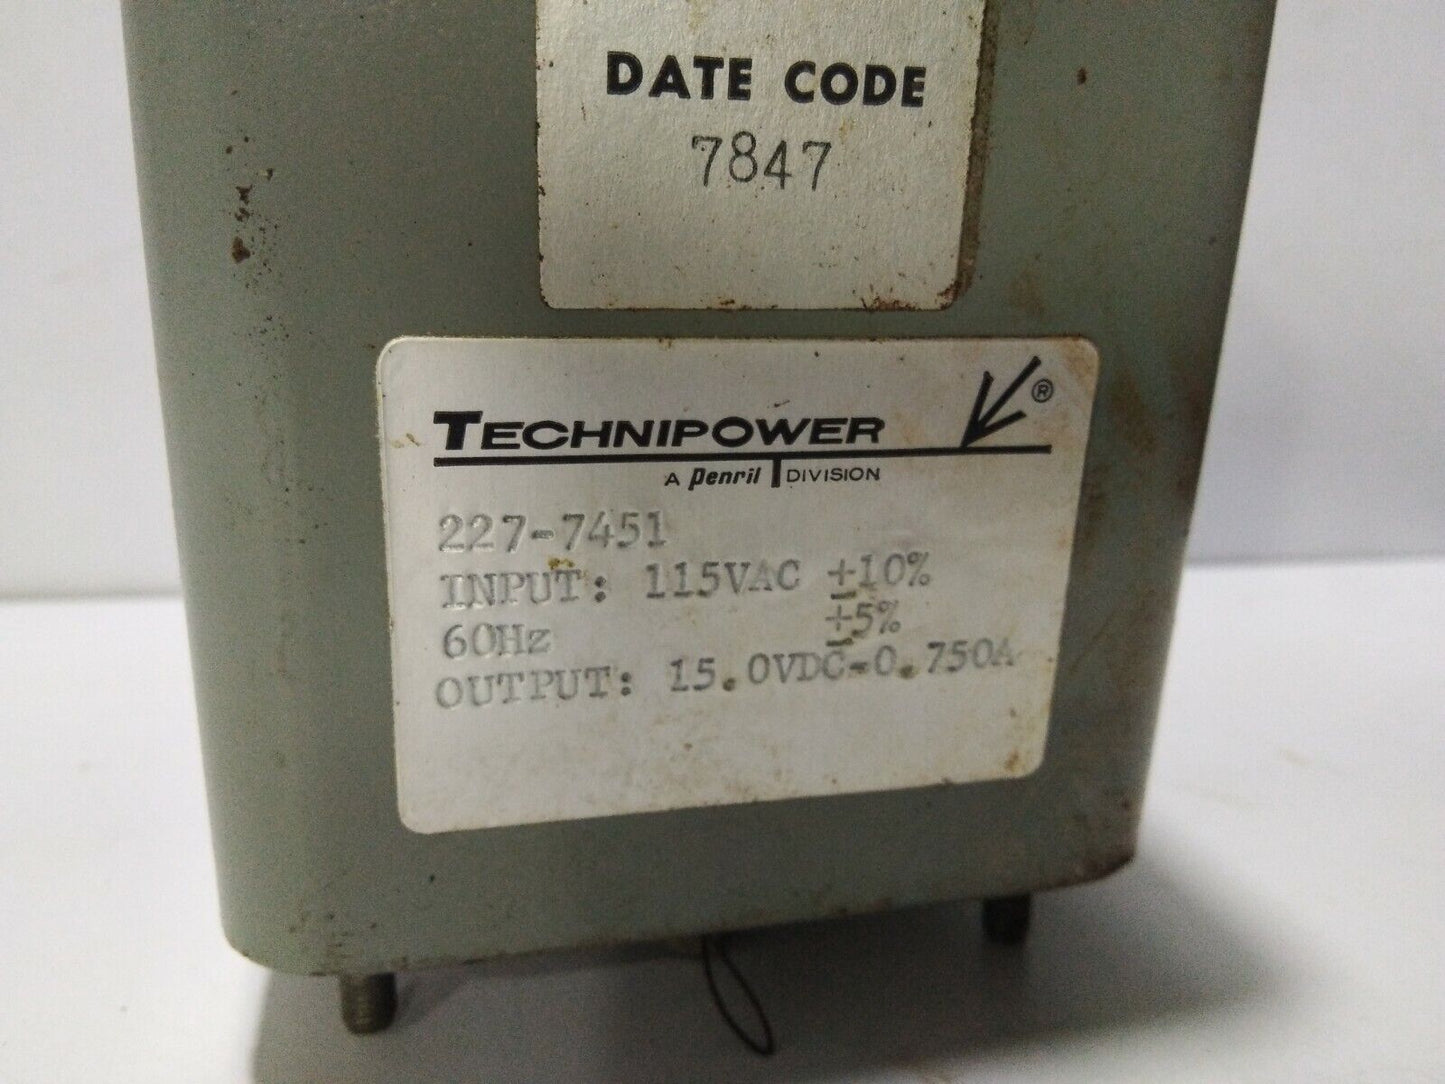 DATE CODE
7847
TECHNIPOWER ®
A Penril DIVISION
227-7451
INPUT: 115VAC ±10%
60Hz ±5%
OUTPUT: 15.0VDC-0.750A